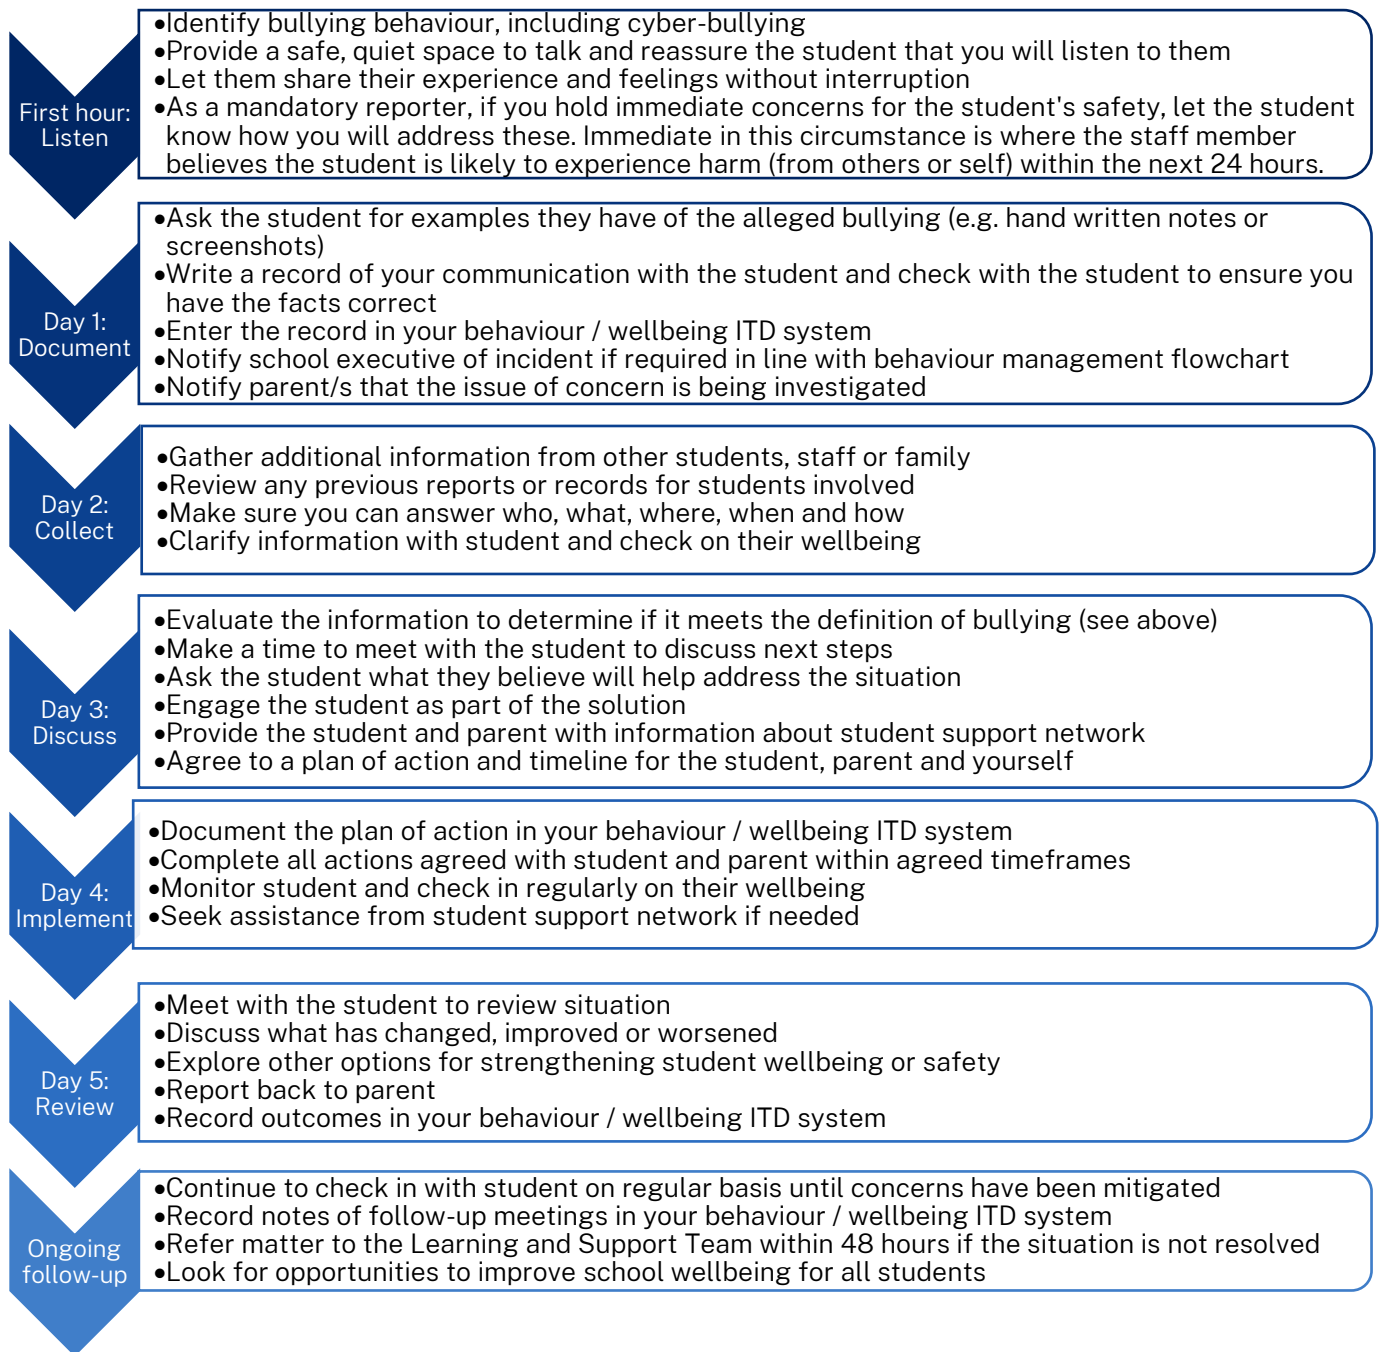 First hour:
Listen
•Identify bullying behaviour, including cyber-bullying
•Provide a safe, quiet space to talk and reassure the student that you will listen to them
•Let them share their experience and feelings without interruption
•As a mandatory reporter, if you hold immediate concerns for the student's safety, let the student
know how you will address these. Immediate in this circumstance is where the staff member
believes the student is likely to experience harm (from others or self) within the next 24 hours.
Day 1:
Document
•Ask the student for examples they have of the alleged bullying (e.g. hand written notes or
screenshots)
•Write a record of your communication with the student and check with the student to ensure you
have the facts correct
•Enter the record in your behaviour / wellbeing ITD system
•Notify school executive of incident if required in line with behaviour management flowchart
•Notify parent/s that the issue of concern is being investigated
Day 2:
Collect
•Gather additional information from other students, staff or family
•Review any previous reports or records for students involved
•Make sure you can answer who, what, where, when and how
•Clarify information with student and check on their wellbeing
Day 3:
Discuss
•Evaluate the information to determine if it meets the definition of bullying (see above)
•Make a time to meet with the student to discuss next steps
•Ask the student what they believe will help address the situation
•Engage the student as part of the solution
•Provide the student and parent with information about student support network
•Agree to a plan of action and timeline for the student, parent and yourself
Day 4:
Implement
•Document the plan of action in your behaviour / wellbeing ITD system
•Complete all actions agreed with student and parent within agreed timeframes
•Monitor student and check in regularly on their wellbeing
•Seek assistance from student support network if needed
Day 5:
Review
•Meet with the student to review situation
•Discuss what has changed, improved or worsened
•Explore other options for strengthening student wellbeing or safety
•Report back to parent
•Record outcomes in your behaviour / wellbeing ITD system
Ongoing
follow-up
•Continue to check in with student on regular basis until concerns have been mitigated
•Record notes of follow-up meetings in your behaviour / wellbeing ITD system
•Refer matter to the Learning and Support Team within 48 hours if the situation is not resolved
•Look for opportunities to improve school wellbeing for all students